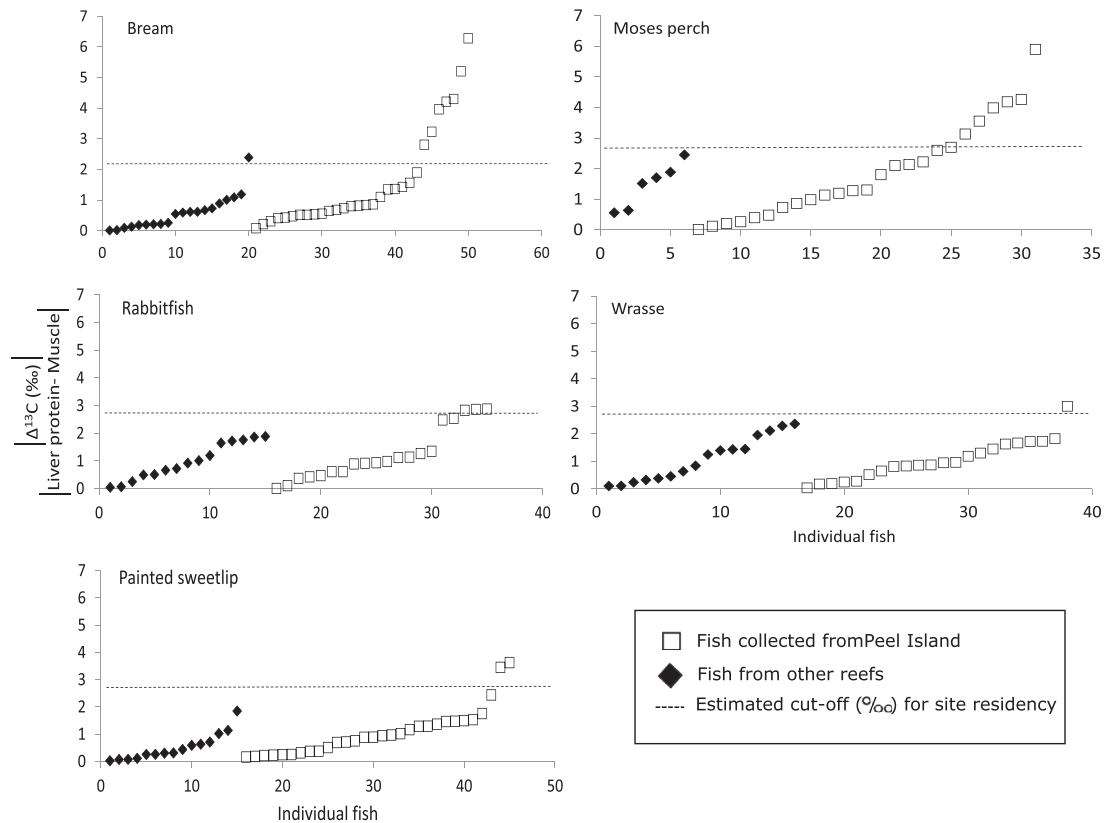 Bream
7
6
5
4
3
2
1
0
0 10 20 30 40 50 60
Moses perch
7
6
5
4
3
2
1
0
0 5 10 15 20 25 30 35
|Δ¹³C (‰)|
|Liver protein- Muscle|
Rabbitfish
7
6
5
4
3
2
1
0
0 10 20 30 40
Wrasse
7
6
5
4
3
2
1
0
0 10 20 30 40
Individual fish
Painted sweetlip
7
6
5
4
3
2
1
0
0 10 20 30 40 50
Individual fish
Fish collected fromPeel Island
Fish from other reefs
Estimated cut-off (‰) for site residency